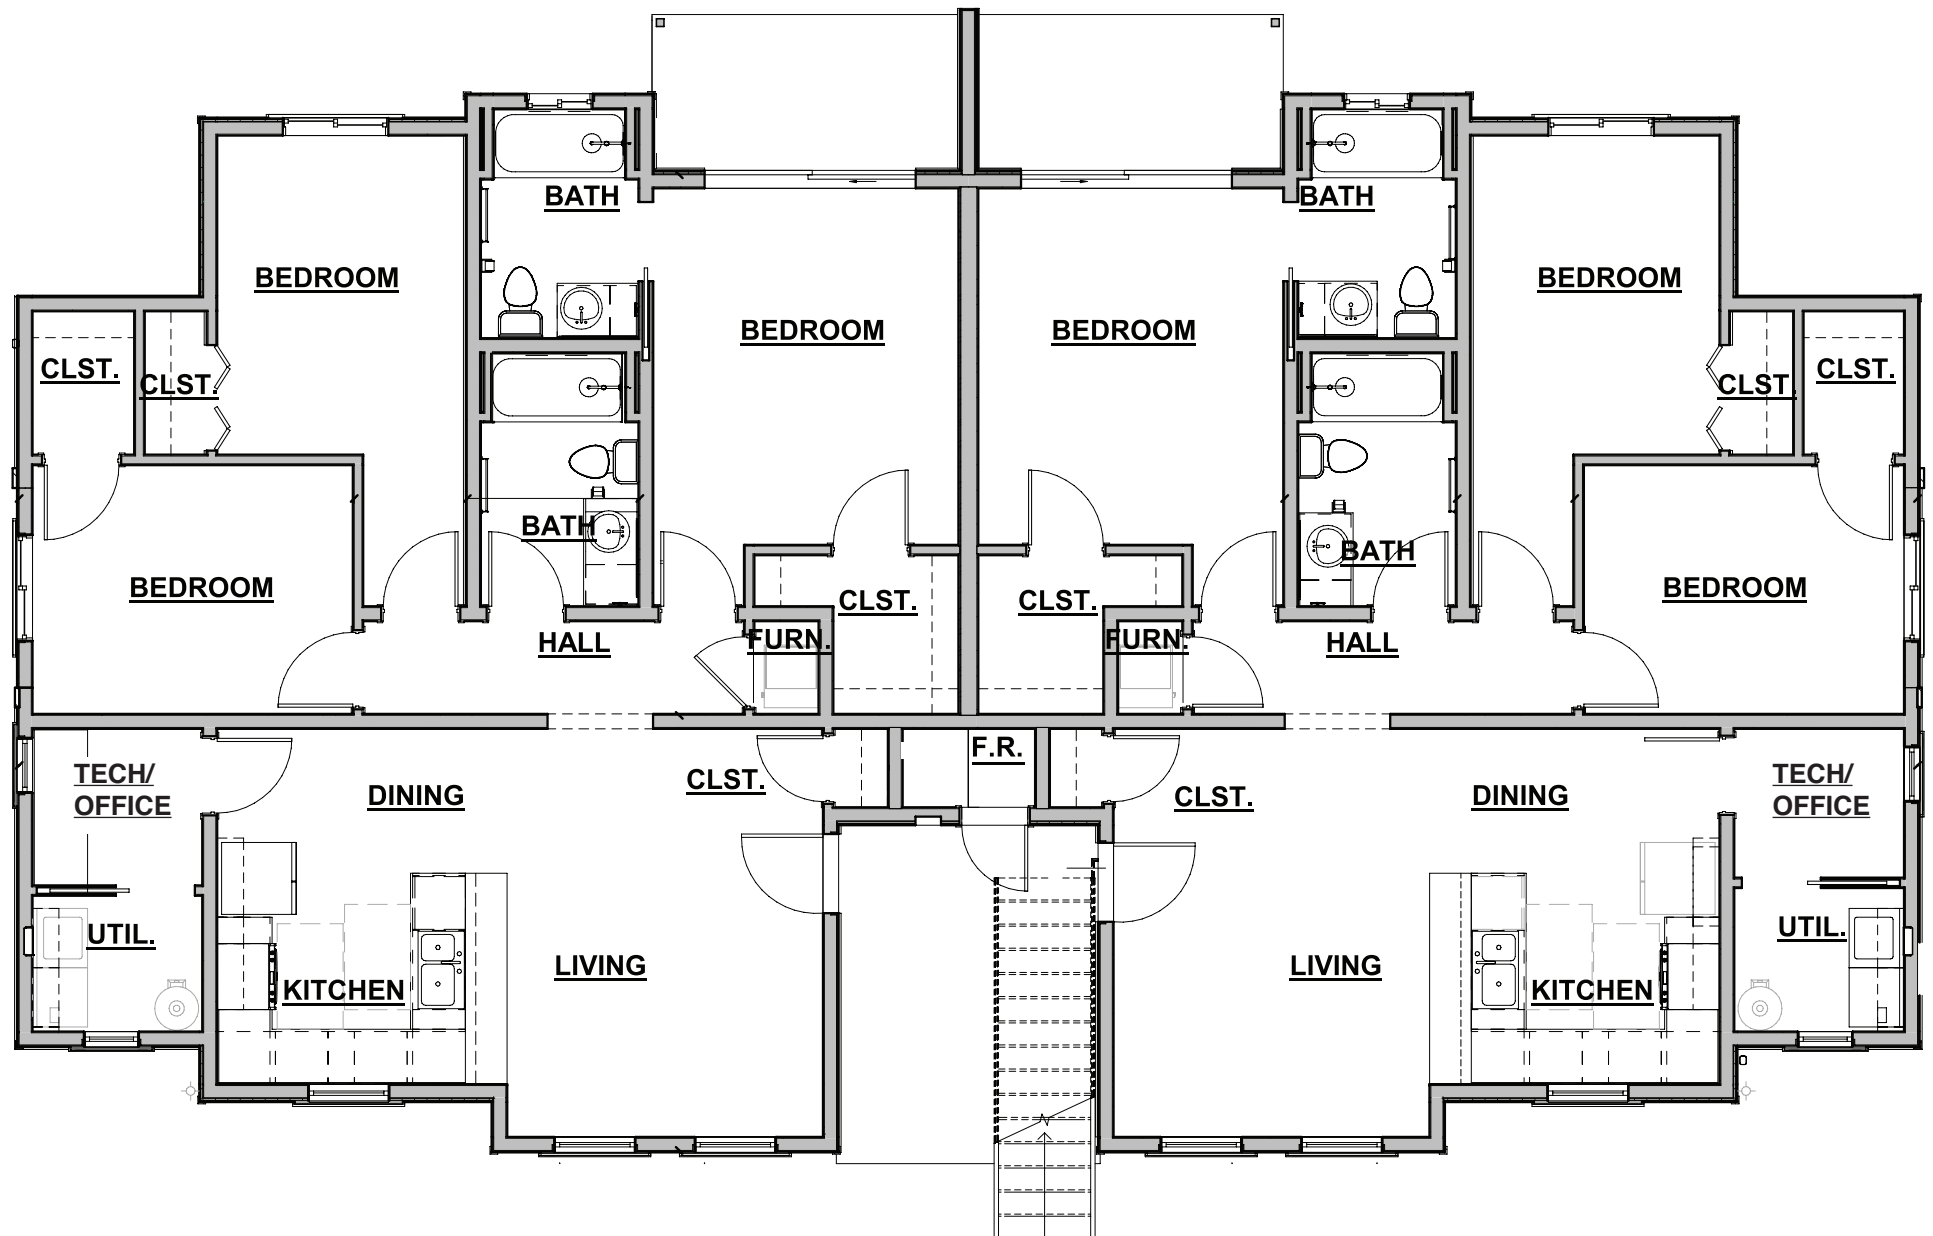 BATH
BATH
BEDROOM
BEDROOM
BEDROOM
BEDROOM
CLST.
CLST.
CLST.
CLST.
BATH
BATH
BEDROOM
BEDROOM
CLST.
CLST.
HALL
FURN.
FURN.
HALL
F.R.
TECH/
OFFICE
DINING
CLST.
CLST.
DINING
TECH/
OFFICE
UTIL.
UTIL.
KITCHEN
LIVING
LIVING
KITCHEN